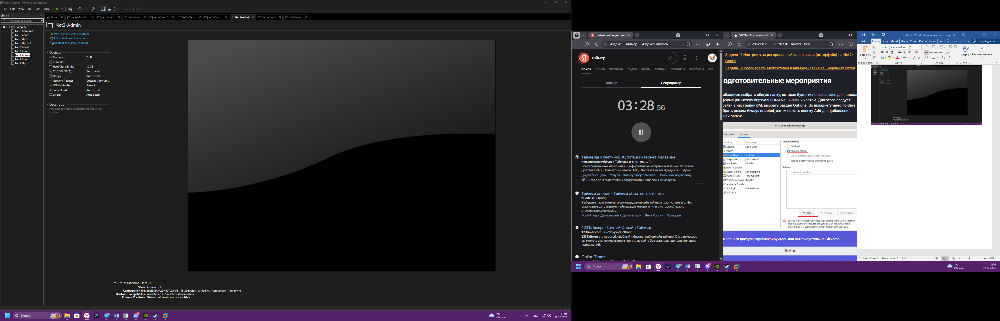 Net3-Admin - VMware Workstation
File Edit View VM Tabs Help
Library
Type here to search
My Computer
Net1-AdminCA
Net1-Coord
Net1-Open
Net1-OperCA
Net2-Client
Net2-Coord
Net3-Admin
Net3-Coord
Net3-Open
Home Net1-AdminCA Net1-Coord Net1-Open Net1-OperCA Net2-Client Net2-Coord Net3-Admin Net3-Coord Net3-Open
Net3-Admin
Power on this virtual machine
Edit virtual machine settings
Upgrade this virtual machine
Devices
Memory 2 GB
Processors 1
Hard Disk (NVMe) 30 GB
CD/DVD (SATA) Auto detect
Floppy Auto detect
Network Adapter Custom (/dev/vm...
USB Controller Present
Sound Card Auto detect
Display Auto detect
Description
Type here to enter a description of this virtual
machine.
Virtual Machine Details
State: Powered off
Configuration file: E:\ДЭМКА\ДЭМКА\ДЭ-ИБ-ИТ-25\project1\VMs\Net3-Admin\Net3-Admin.vmx
Hardware compatibility: Workstation 17.5 or later virtual machine
Primary IP address: Network information is not available
Поиск
1°C
Облачно
ENG
11:06
18.12.2025
1
таймер — Яндекс: наш
Яндекс таймер — Яндекс: нашлось...
таймер
поиск алиса картинки видео карты товары финансы квартиры все
Таймер Секундомер
03:28 56
Таймеры и счетчики. Купить в интернет-магазине
moscow.petrovich.ru › Таймеры-и-счетчики...
Все строительные материалы — в фирменном интернет-магазине Петрович ·
Доставка 24/7. Возврат излишков 360д.. Доставка от 4 ч. Кредит со Сбером
Дружеские цены · Услуги · Калькулятор ремонта · Помощник по дизайну
Выгода до 90% на товары для ремонта и отделки Посмотреть
промо
Таймер онлайн - Таймер обратного отсчета
budilki.ru › timer/
Выберите часы, минуты и секунды для онлайн таймера и запустите его. Или
установите дату и время таймера, до которого (или с которого) нужно
отсчитывать дни, часы...
Новый год · День знаний · День матери · День России · Хэллоуин
123Таймер – Точный Онлайн Таймер
123timer.com › ru?ref=producthunt
123Таймер это простой, удобный и бесплатный онлайн таймер. С его помощью
вы можете отслеживать время прямо на сайте без установки дополнительных
приложений.
Online Timer
ViPNet-IB - master - bo
gitverse.ru ViPNet-IB - master - boo...
Задача 11 Настроить агрегированный канал связи (интерфейс) на Net2-
Coord
Задача 12 Реализовать межсетевое взаимодействие защищённых сетей
одготовительные мероприятия
обходимо выбрать общую папку, которая будет использоваться для переда
формации между виртуальными машинами и хостом. Для этого следует
рейти в настройки ВМ, выбрать раздел Options. Во вкладке Shared Folders
брать режим Always enabled, затем нажать кнопку Add для добавления
щей папки:
Virtual Machine Settings
Hardware Options
Setting Summary
General Net-1-Open
Power
Shared Folders Enabled
Snapshots Just power off
AutoProtect Disabled
Guest Isolation
Access Control Not encrypted
VMware Tools Time sync off
VNC Connections Disabled
Appliance Details
Autologin Not available
Advanced
Folder Sharing
Disabled
Always enabled
Enabled until next power off or suspend
Map as a network drive in Windows guests
Folders
Name Host Path
Add... Remove Properties
Shared folders expose your files to programs in the virtual machine.
This may put your computer and your data at risk. Only enable
shared folders if you trust the virtual machine with your data.
я полного доступа зарегистрируйтесь или авторизуйтесь на GitVerse
Войти
ПП.docx - Word (Сбой активации продукта)
Файл Главн Встав Дизай Макет Ссылк Рассы Рецен Вид Помощн Вход Общий доступ
Вставить
Calibri (Основной тек 11
Ж К Ч abc x₂ x²
Стили
Редактирование
Буфер обме... Шрифт Абзац Стили
Страница 2 из 2 Число слов: 0
80%
Поиск
1°C
Облачно
11:06
18.12.2025